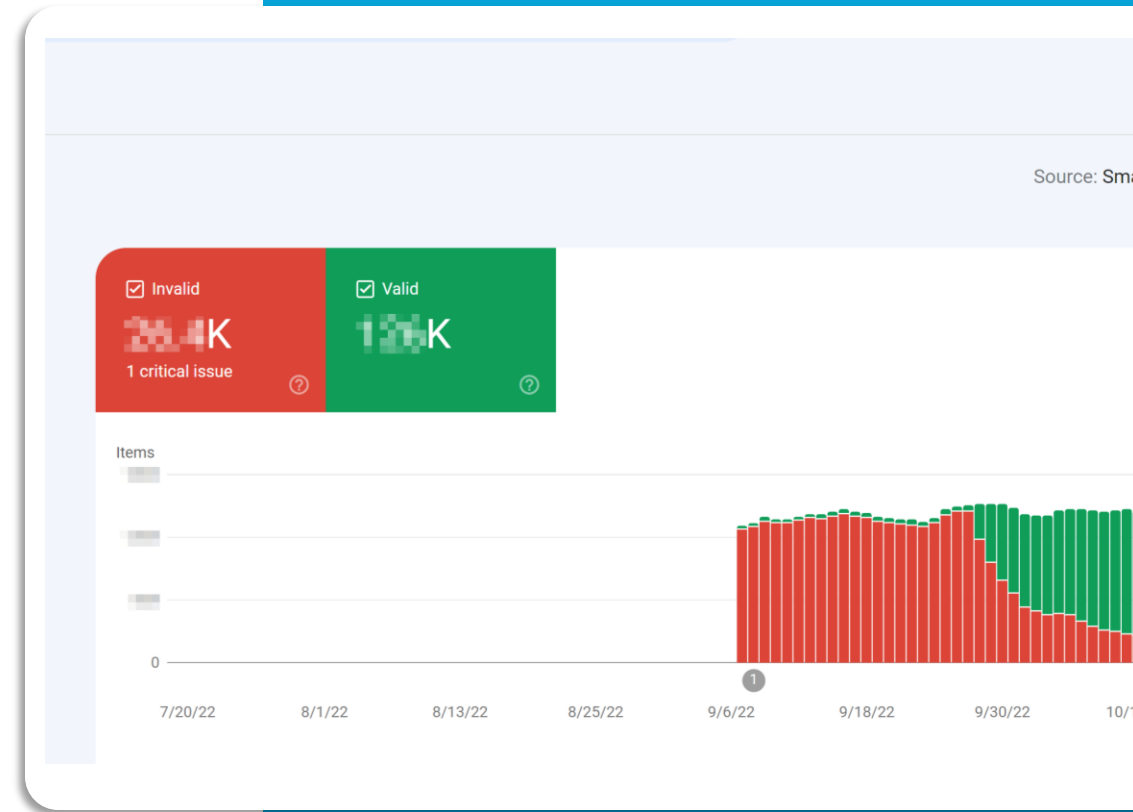 Source: Sma
Invalid
K
1 critical issue
Valid
K
Items
0
1
7/20/22 8/1/22 8/13/22 8/25/22 9/6/22 9/18/22 9/30/22 10/1